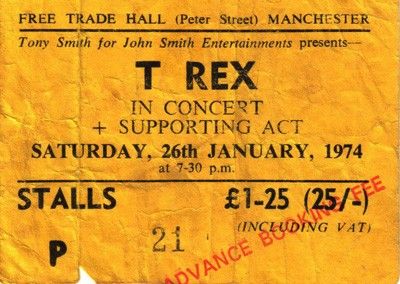 FREE TRADE HALL (Peter Street) MANCHESTER
Tony Smith for John Smith Entertainments presents—
T REX
IN CONCERT
+ SUPPORTING ACT
SATURDAY, 26th JANUARY, 1974
at 7-30 p.m.
STALLS £1-25 (25/-)
(INCLUDING VAT)
P 21
ADVANCE BOOKING FEE